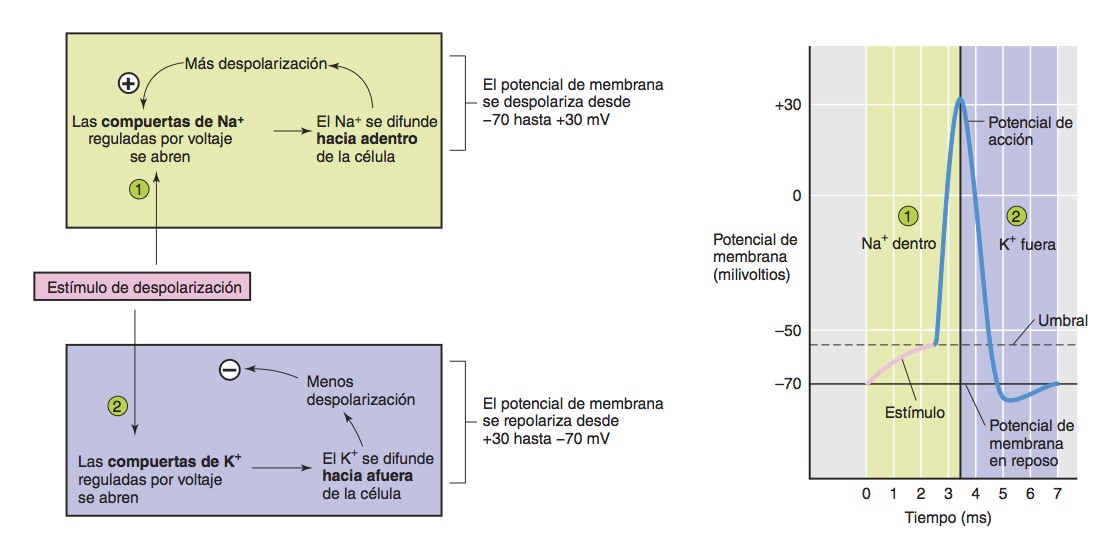 Más despolarización
+
Las compuertas de Na+
reguladas por voltaje
se abren
El Na+ se difunde
hacia adentro
de la célula
1
El potencial de membrana
se despolariza desde
−70 hasta +30 mV
Estímulo de despolarización
2
−
Menos
despolarización
Las compuertas de K+
reguladas por voltaje
se abren
El K+ se difunde
hacia afuera
de la célula
El potencial de membrana
se repolariza desde
+30 hasta −70 mV
Potencial de
membrana
(milivoltios)
+30
0
−50
−70
1
Na+ dentro
2
K+ fuera
Potencial de
acción
Umbral
Estímulo
Potencial de
membrana
en reposo
0 1 2 3 4 5 6 7
Tiempo (ms)